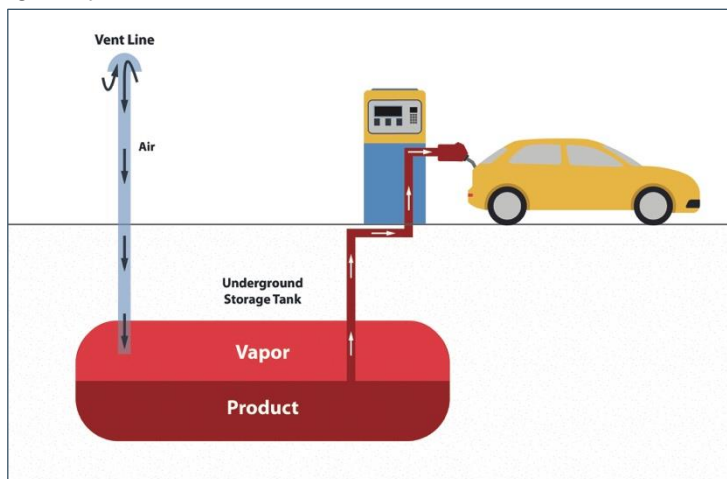 Vent Line
Air
Underground
Storage Tank
Vapor
Product